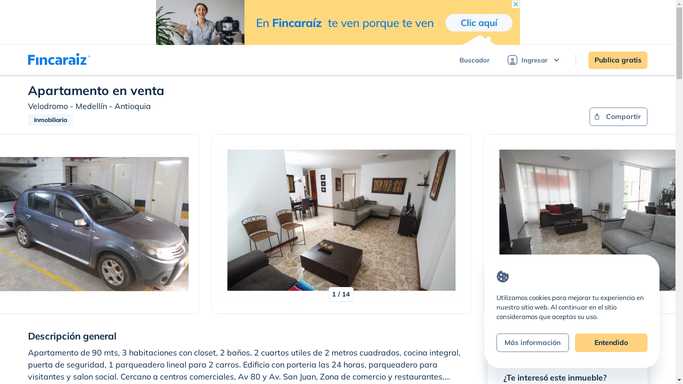 En Fincaraíz te ven porque te ven
Clic aquí
Fincaraíz
Buscador
Ingresar
Publica gratis
Apartamento en venta
Velodromo - Medellín - Antioquia
Inmobiliaria
Compartir
1 / 14
Utilizamos cookies para mejorar tu experiencia en
nuestro sitio web. Al continuar en el sitio
consideramos que aceptas su uso.
Más información
Entendido
Descripción general
Apartamento de 90 mts, 3 habitaciones con closet, 2 baños, 2 cuartos utiles de 2 metros cuadrados, cocina integral,
puerta de seguridad, 1 parqueadero lineal para 2 carros. Edificio con porteria las 24 horas, parqueadero para
visitantes y salon social. Cercano a centros comerciales, Av 80 y Av. San Juan, Zona de comercio y restaurantes,...
¿Te interesó este inmueble?